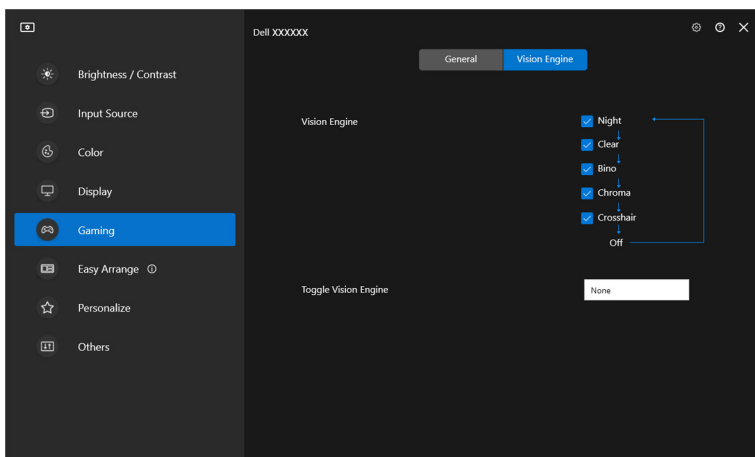 Dell XXXXXX
General
Vision Engine
Brightness / Contrast
Input Source
Color
Display
Gaming
Easy Arrange
Personalize
Others
Vision Engine
Night
Clear
Bino
Chroma
Crosshair
Off
Toggle Vision Engine
None